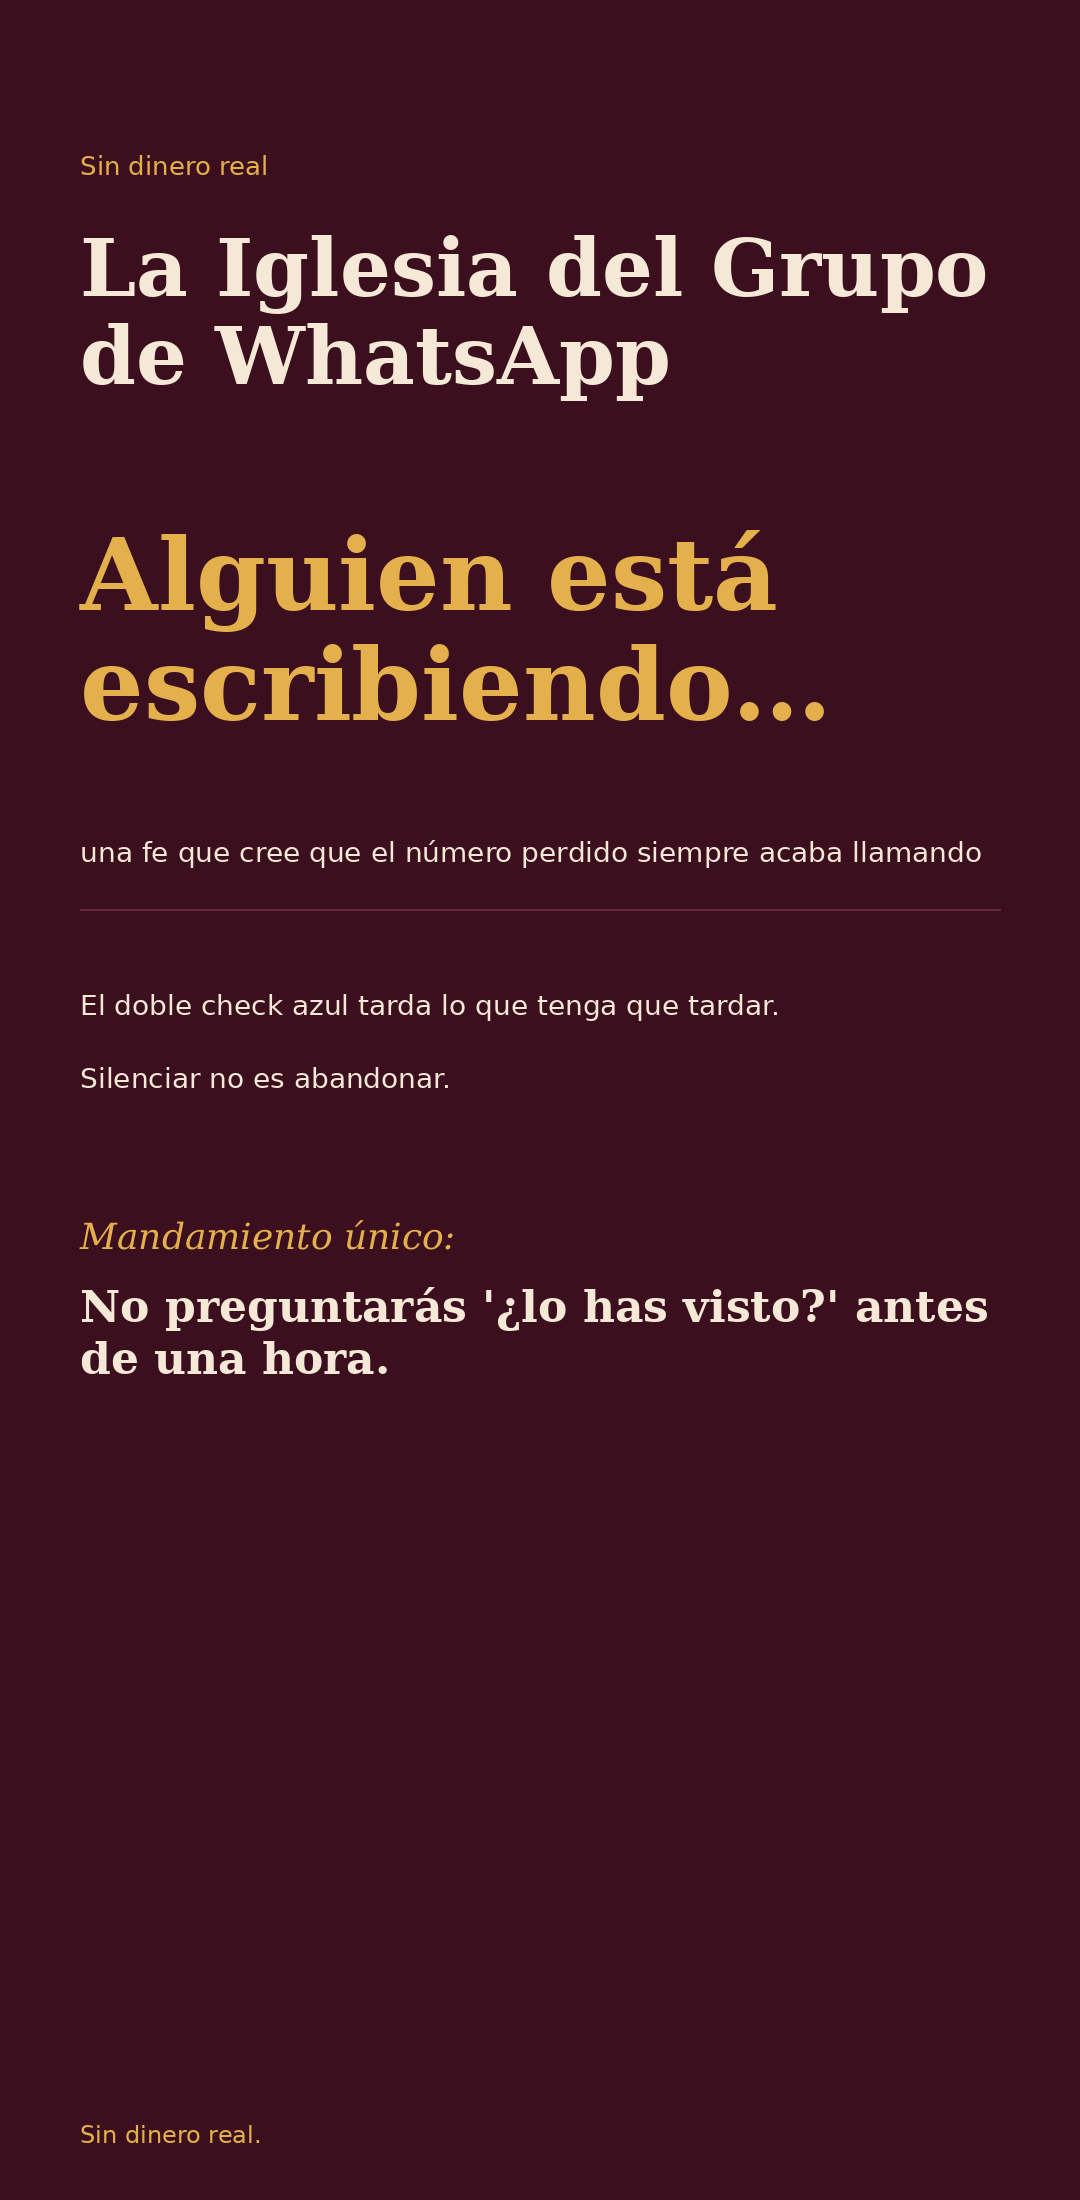 Sin dinero real
La Iglesia del Grupo
de WhatsApp
Alguien está
escribiendo…
una fe que cree que el número perdido siempre acaba llamando
El doble check azul tarda lo que tenga que tardar.
Silenciar no es abandonar.
Mandamiento único:
No preguntarás '¿lo has visto?' antes
de una hora.
Sin dinero real.